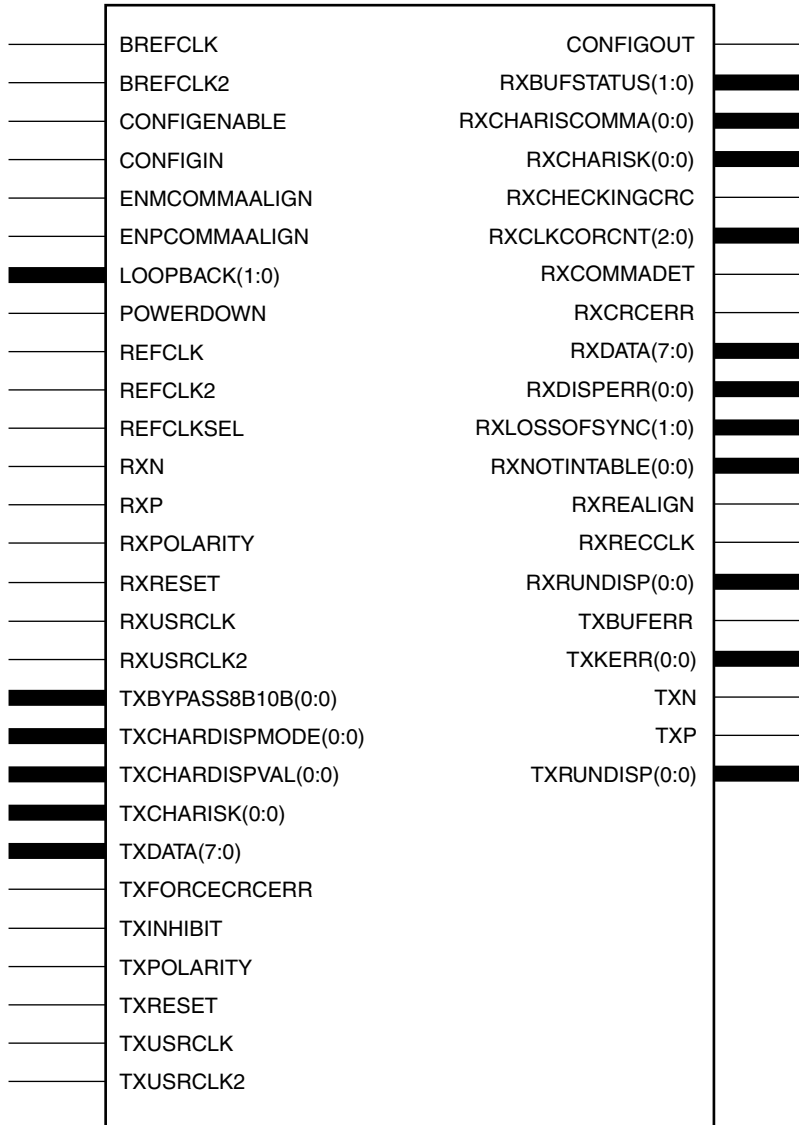 BREFCLK
BREFCLK2
CONFIGENABLE
CONFIGIN
ENMCOMMAALIGN
ENPCOMMAALIGN
LOOPBACK(1:0)
POWERDOWN
REFCLK
REFCLK2
REFCLKSEL
RXN
RXP
RXPOLARITY
RXRESET
RXUSRCLK
RXUSRCLK2
TXBYPASS8B10B(0:0)
TXCHARDISPMODE(0:0)
TXCHARDISPVAL(0:0)
TXCHARISK(0:0)
TXDATA(7:0)
TXFORCECRCERR
TXINHIBIT
TXPOLARITY
TXRESET
TXUSRCLK
TXUSRCLK2
CONFIGOUT
RXBUFSTATUS(1:0)
RXCHARISCOMMA(0:0)
RXCHARISK(0:0)
RXCHECKINGCRC
RXCLKCORCNT(2:0)
RXCOMMADET
RXCRCERR
RXDATA(7:0)
RXDISPERR(0:0)
RXLOSSOFSYNC(1:0)
RXNOTINTABLE(0:0)
RXREALIGN
RXRECCLK
RXRUNDISP(0:0)
TXBUFERR
TXKERR(0:0)
TXN
TXP
TXRUNDISP(0:0)